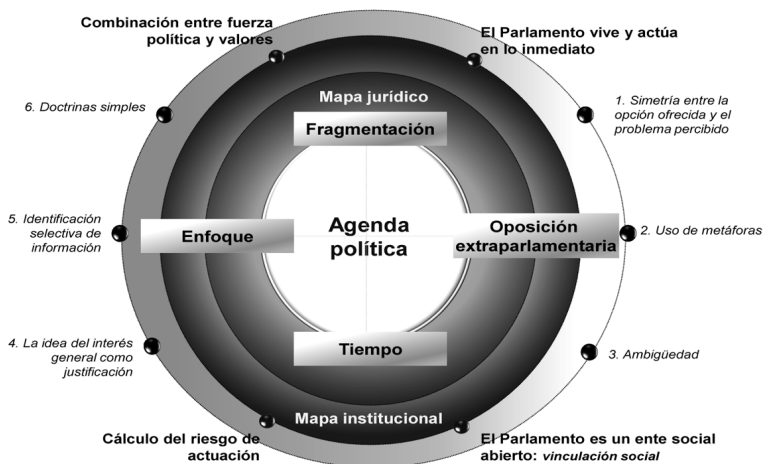 Combinación entre fuerza
política y valores
El Parlamento vive y actúa
en lo inmediato
Mapa jurídico
Fragmentación
6. Doctrinas simples
1. Simetría entre la
opción ofrecida y el
problema percibido
5. Identificación
selectiva de
información
Enfoque
Agenda
política
Oposición
extraparlamentaria
2. Uso de metáforas
4. La idea del interés
general como
justificación
Tiempo
3. Ambigüedad
Mapa institucional
Cálculo del riesgo de
actuación
El Parlamento es un ente social
abierto: vinculación social